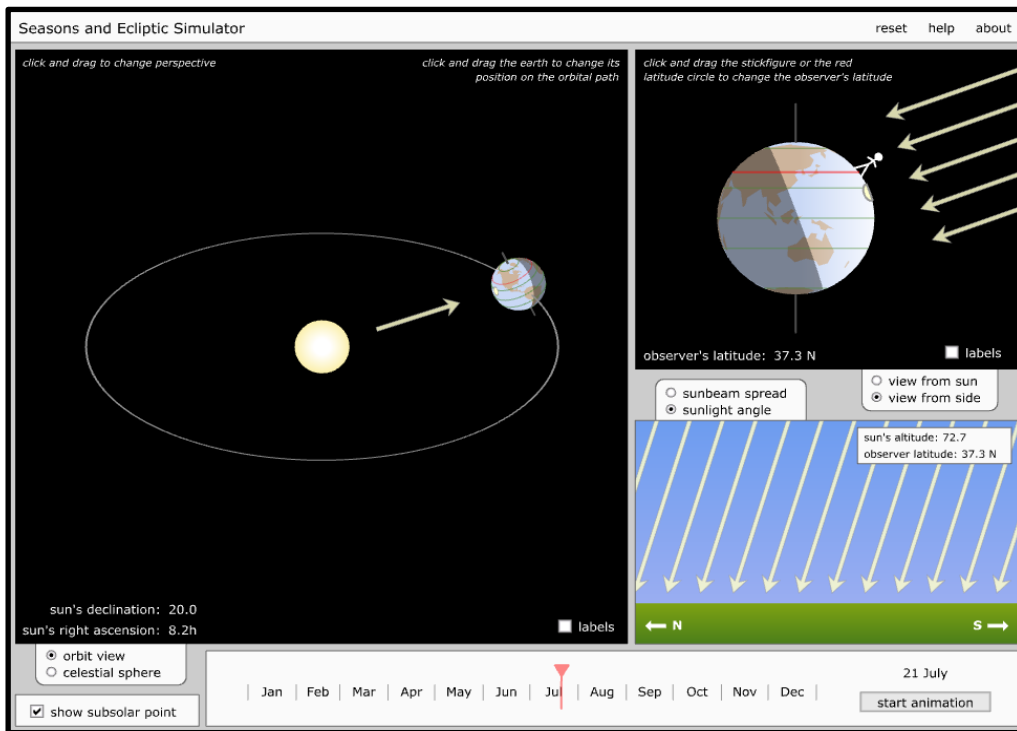 Seasons and Ecliptic Simulator
reset help about
click and drag to change perspective
click and drag the earth to change its
position on the orbital path
click and drag the stickfigure or the red
latitude circle to change the observer's latitude
observer's latitude: 37.3 N
labels
sunbeam spread
sunlight angle
view from sun
view from side
sun's altitude: 72.7
observer latitude: 37.3 N
N
S
sun's declination: 20.0
sun's right ascension: 8.2h
labels
orbit view
celestial sphere
show subsolar point
Jan Feb Mar Apr May Jun Jul Aug Sep Oct Nov Dec
21 July
start animation